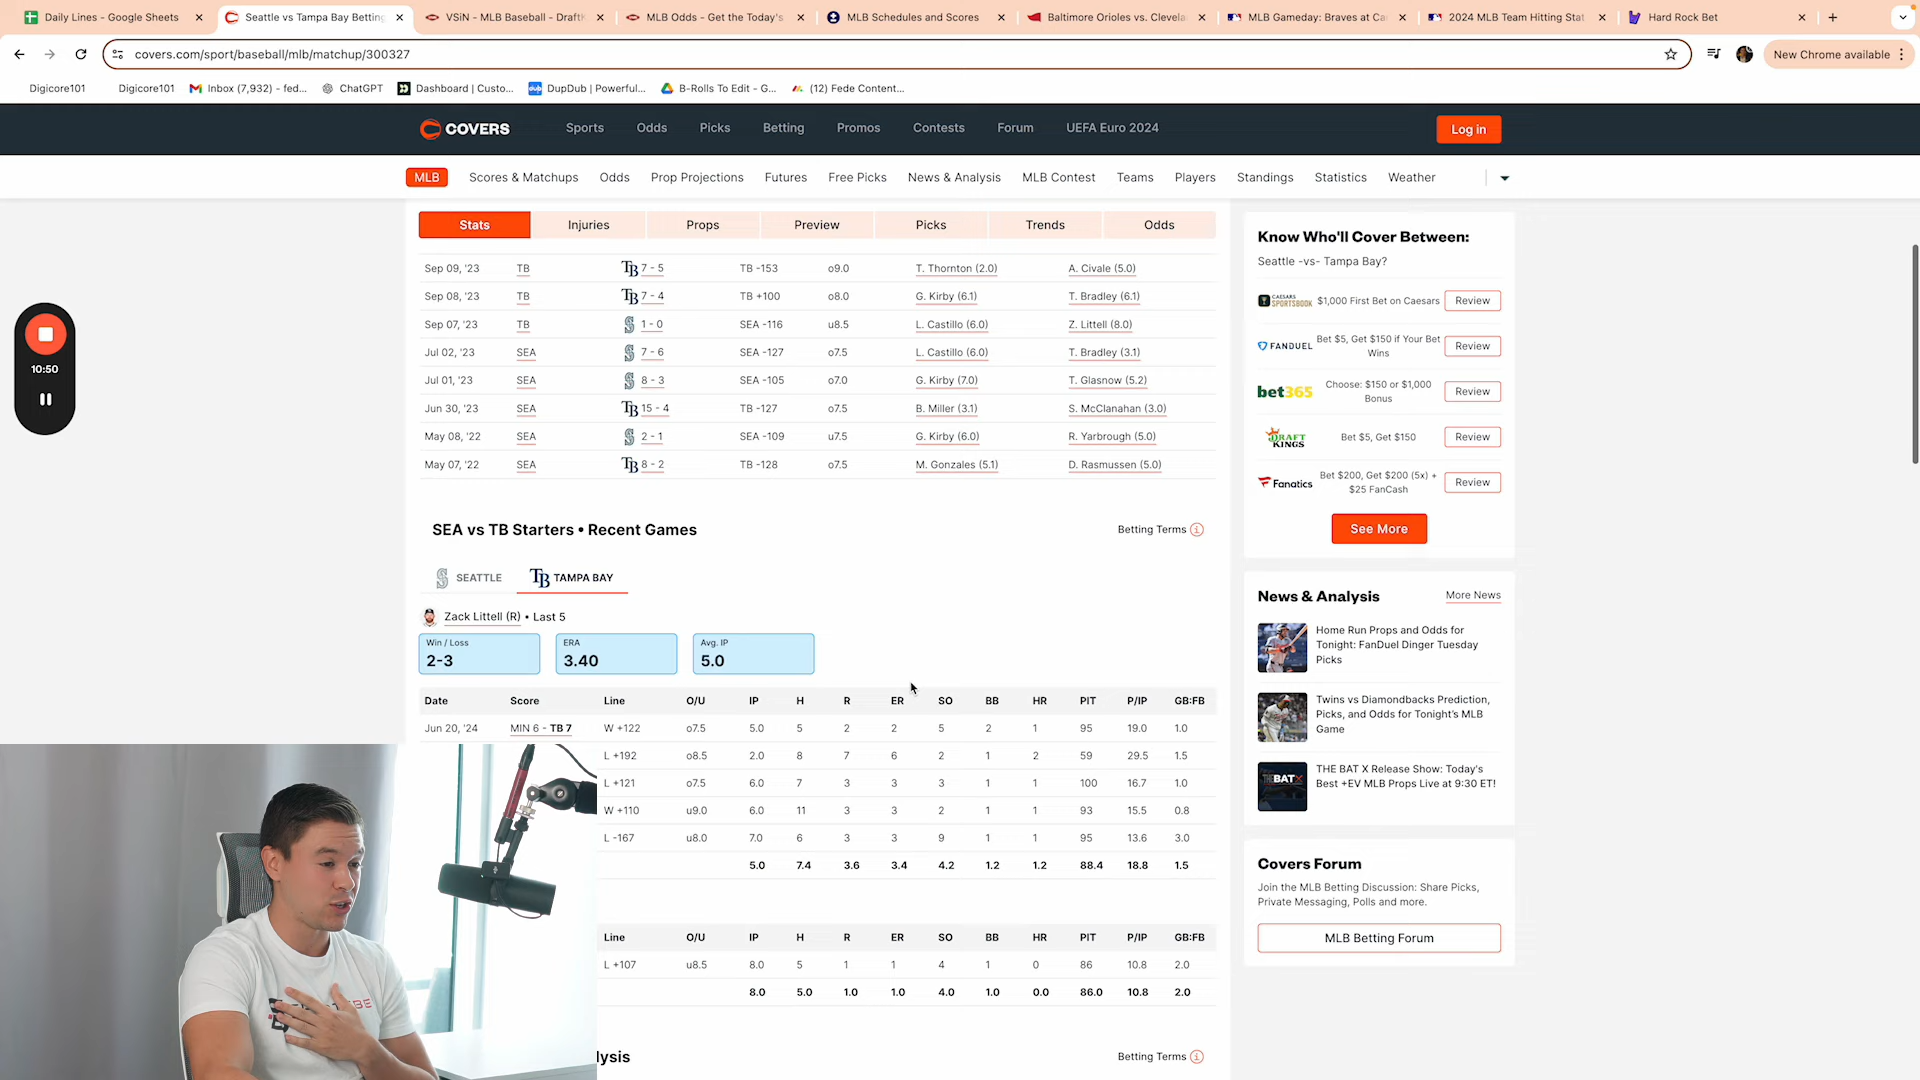 Daily Lines - Google Sheets
Seattle vs Tampa Bay Betting
VSiN - MLB Baseball - DraftK
MLB Odds - Get the Today's
MLB Schedules and Scores
Baltimore Orioles vs. Clevela
MLB Gameday: Braves at Ca
2024 MLB Team Hitting Stat
Hard Rock Bet
covers.com/sport/baseball/mlb/matchup/300327
New Chrome available
Digicore101
Digicore101
Inbox (7,932) - fed...
ChatGPT
Dashboard | Custo...
DupDub | Powerful...
B-Rolls To Edit - G...
(12) Fede Content...
COVERS
Sports Odds Picks Betting Promos Contests Forum UEFA Euro 2024
Log in
MLB Scores & Matchups Odds Prop Projections Futures Free Picks News & Analysis MLB Contest Teams Players Standings Statistics Weather
Stats Injuries Props Preview Picks Trends Odds
Sep 09, '23 TB TB 7 - 5 TB -153 o9.0 T. Thornton (2.0) A. Civale (5.0)
Sep 08, '23 TB TB 7 - 4 TB +100 o8.0 G. Kirby (6.1) T. Bradley (6.1)
Sep 07, '23 TB S 1 - 0 SEA -116 u8.5 L. Castillo (6.0) Z. Littell (8.0)
Jul 02, '23 SEA S 7 - 6 SEA -127 o7.5 L. Castillo (6.0) T. Bradley (3.1)
Jul 01, '23 SEA S 8 - 3 SEA -105 o7.0 G. Kirby (7.0) T. Glasnow (5.2)
Jun 30, '23 SEA TB 15 - 4 TB -127 o7.5 B. Miller (3.1) S. McClanahan (3.0)
May 08, '22 SEA S 2 - 1 SEA -109 u7.5 G. Kirby (6.0) R. Yarbrough (5.0)
May 07, '22 SEA TB 8 - 2 TB -128 o7.5 M. Gonzales (5.1) D. Rasmussen (5.0)
10:50
SEA vs TB Starters • Recent Games
Betting Terms
S SEATTLE TB TAMPA BAY
Zack Littell (R) • Last 5
Win / Loss
2-3
ERA
3.40
Avg. IP
5.0
Date Score Line O/U IP H R ER SO BB HR PIT P/IP GB:FB
Jun 20, '24 MIN 6 - TB 7 W +122 o7.5 5.0 5 2 2 5 2 1 95 19.0 1.0
L +192 o8.5 2.0 8 7 6 2 1 2 59 29.5 1.5
L +121 o7.5 6.0 7 3 3 3 1 1 100 16.7 1.0
W +110 u9.0 6.0 11 3 3 2 1 1 93 15.5 0.8
L -167 u8.0 7.0 6 3 3 9 1 1 95 13.6 3.0
5.0 7.4 3.6 3.4 4.2 1.2 1.2 88.4 18.8 1.5
Line O/U IP H R ER SO BB HR PIT P/IP GB:FB
L +107 u8.5 8.0 5 1 1 4 1 0 86 10.8 2.0
8.0 5.0 1.0 1.0 4.0 1.0 0.0 86.0 10.8 2.0
lysis
Betting Terms
Know Who'll Cover Between:
Seattle -vs- Tampa Bay?
CAESARS SPORTSBOOK $1,000 First Bet on Caesars Review
FANDUEL Bet $5, Get $150 if Your Bet Wins Review
bet365 Choose: $150 or $1,000 Bonus Review
DRAFT KINGS Bet $5, Get $150 Review
Fanatics Bet $200, Get $200 (5x) + $25 FanCash Review
See More
News & Analysis
More News
Home Run Props and Odds for
Tonight: FanDuel Dinger Tuesday
Picks
Twins vs Diamondbacks Prediction,
Picks, and Odds for Tonight's MLB
Game
THE BAT X
THE BAT X Release Show: Today's
Best +EV MLB Props Live at 9:30 ET!
Covers Forum
Join the MLB Betting Discussion: Share Picks,
Private Messaging, Polls and more.
MLB Betting Forum